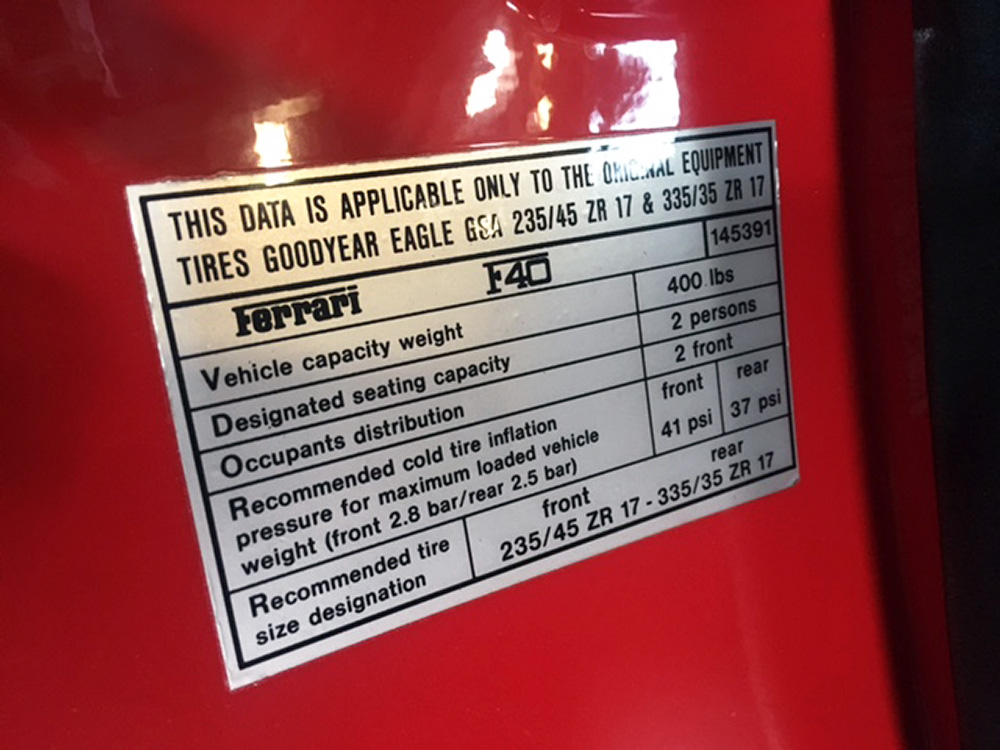 THIS DATA IS APPLICABLE ONLY TO THE ORIGINAL EQUIPMENT
TIRES GOODYEAR EAGLE GSA 235/45 ZR 17 & 335/35 ZR 17
145391
Ferrari F40
Vehicle capacity weight 400 lbs
Designated seating capacity 2 persons
Occupants distribution 2 front
Recommended cold tire inflation
pressure for maximum loaded vehicle
weight (front 2.8 bar/rear 2.5 bar)
front rear
41 psi 37 psi
Recommended tire
size designation
front rear
235/45 ZR 17 - 335/35 ZR 17